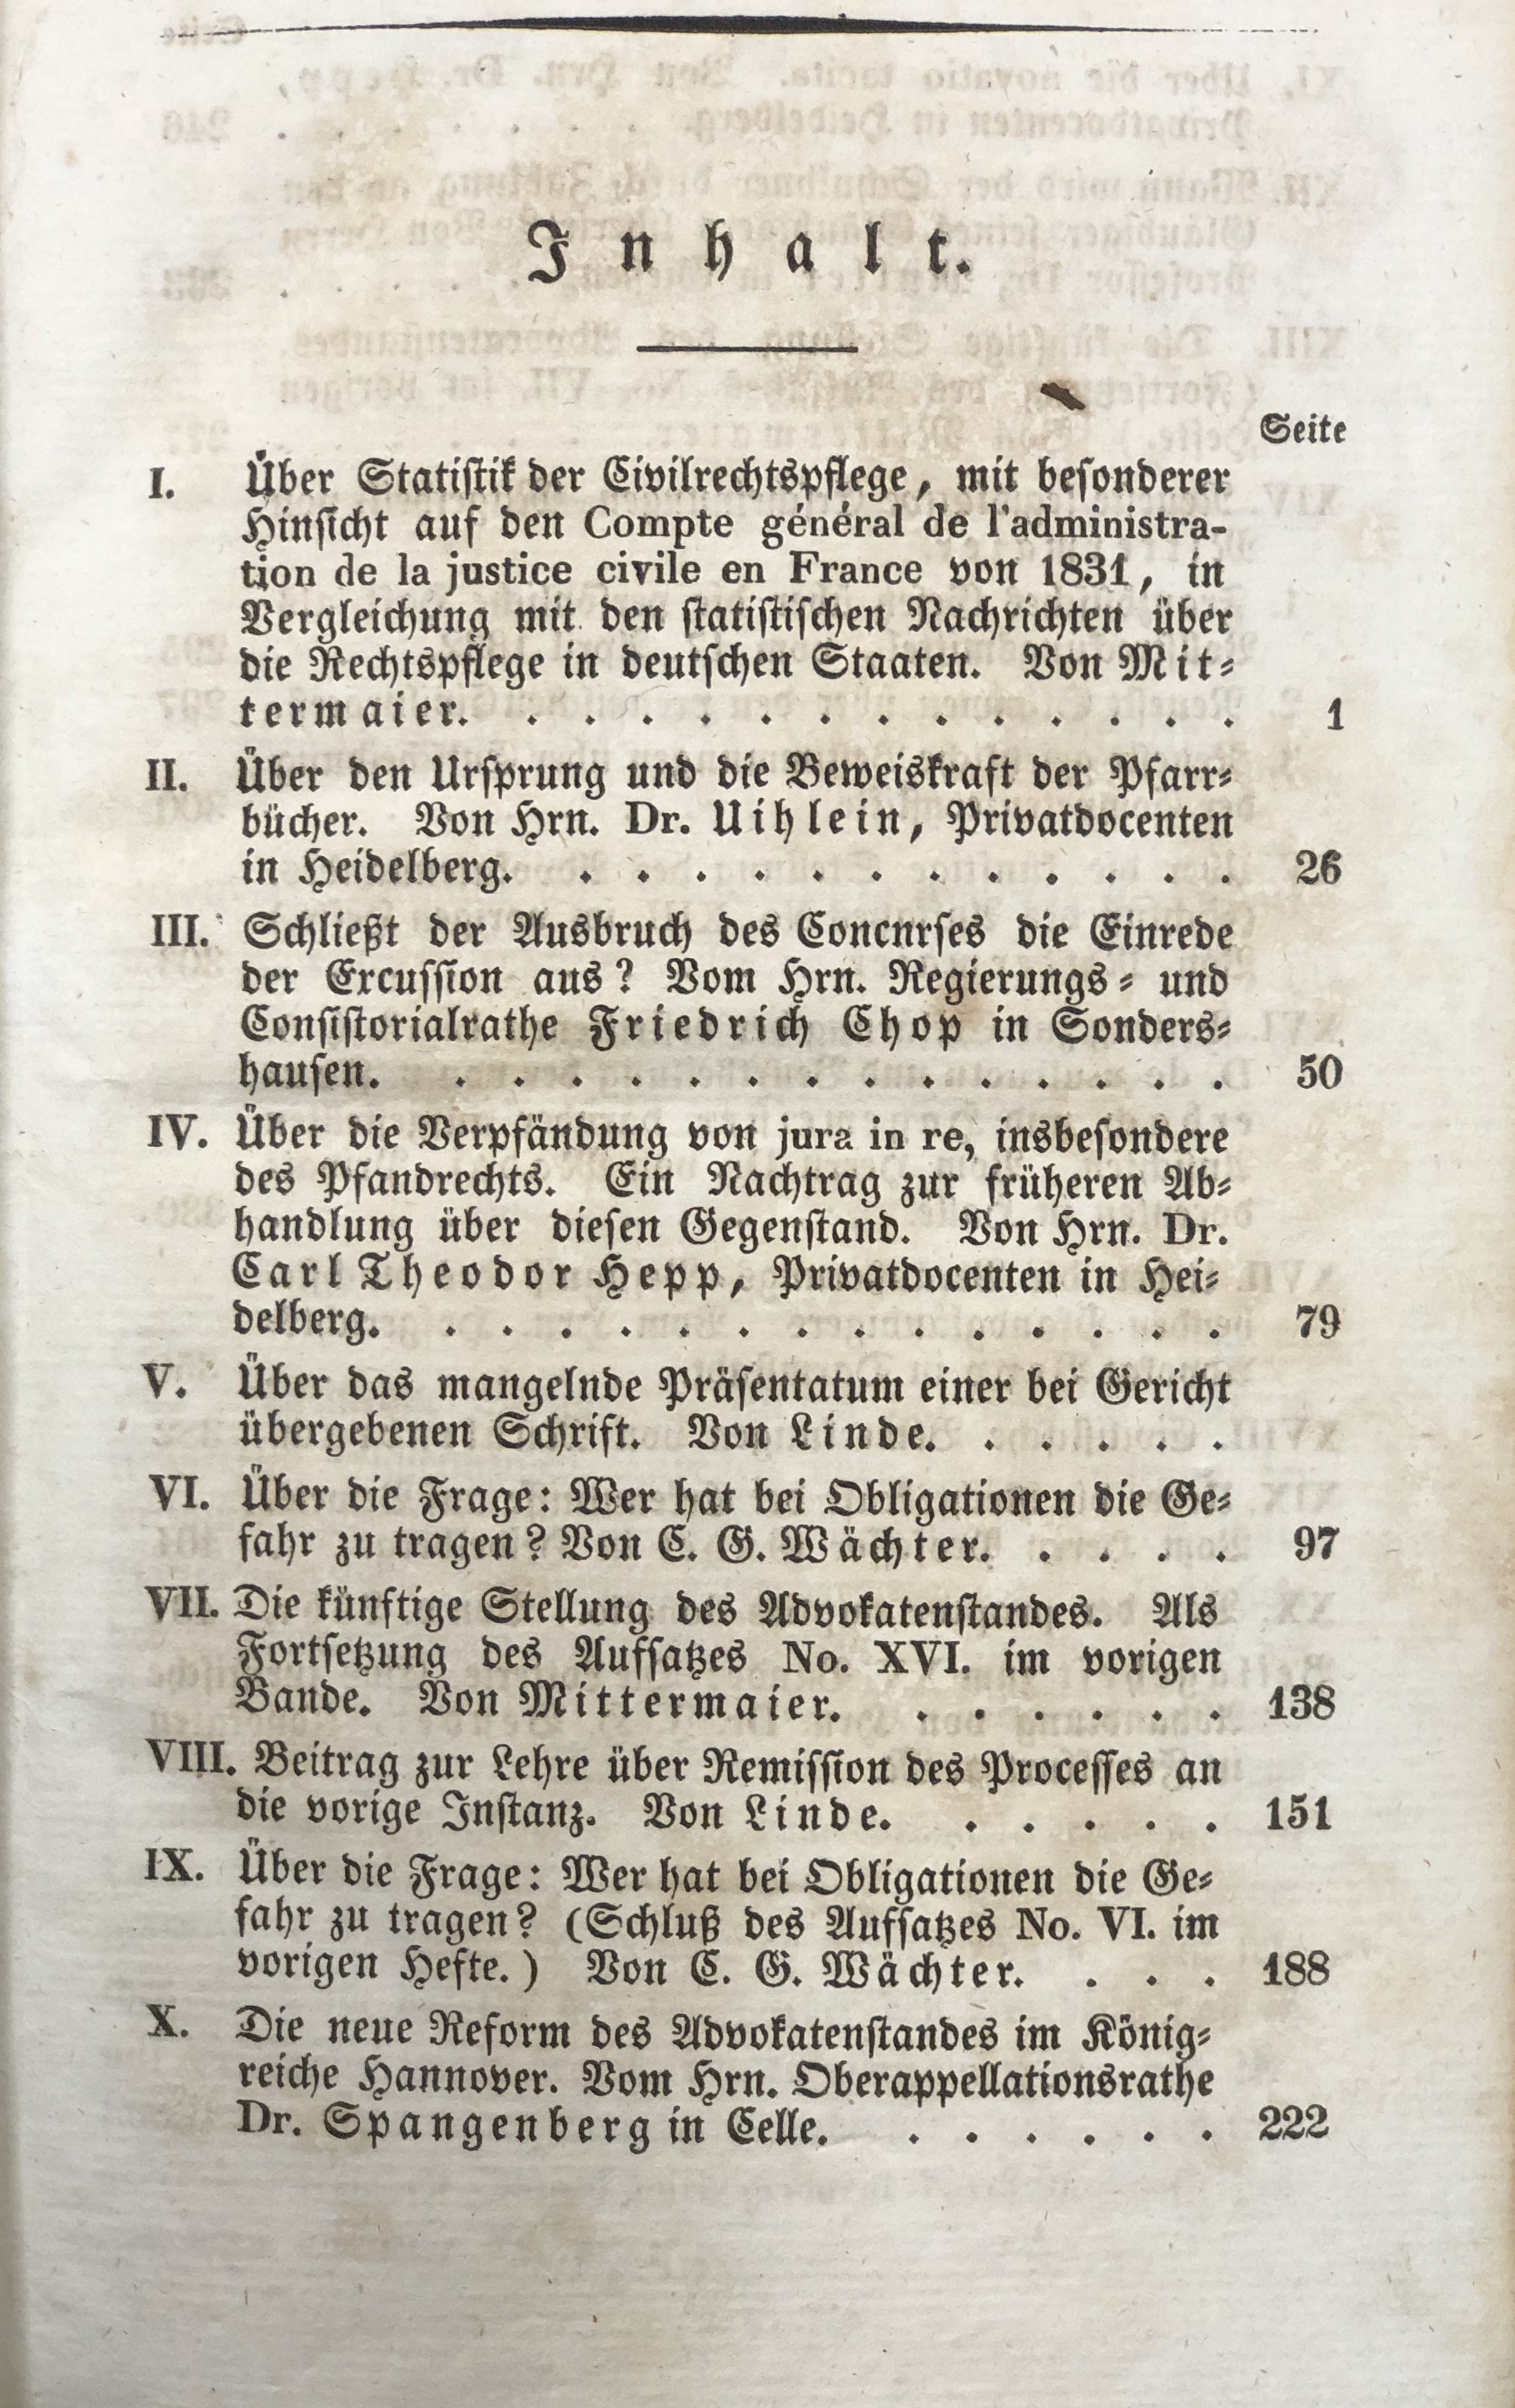 Inhalt.
Seite
I. Über Statistik der Civilrechtspflege, mit besonderer
Hinsicht auf den Compte général de l'administra-
tion de la justice civile en France von 1831, in
Vergleichung mit den statistischen Nachrichten über
die Rechtspflege in deutschen Staaten. Von Mit-
termaier. . . . . . . . . . . . . . 1
II. Über den Ursprung und die Beweiskraft der Pfarr-
bücher. Von Hrn. Dr. Uihlein, Privatdocenten
in Heidelberg. . . . . . . . . . . . . 26
III. Schließt der Ausbruch des Concnrses die Einrede
der Excussion aus? Vom Hrn. Regierungs- und
Consistorialrathe Friedrich Chop in Sonders-
hausen. . . . . . . . . . . . . . . 50
IV. Über die Verpfändung von jura in re, insbesondere
des Pfandrechts. Ein Nachtrag zur früheren Ab-
handlung über diesen Gegenstand. Von Hrn. Dr.
Carl Theodor Hepp, Privatdocenten in Hei-
delberg. . . . . . . . . . . . . . . 79
V. Über das mangelnde Präsentatum einer bei Gericht
übergebenen Schrift. Von Linde. . . . . .
VI. Über die Frage: Wer hat bei Obligationen die Ge-
fahr zu tragen? Von C. G. Wächter. . . . . 97
VII. Die künftige Stellung des Advokatenstandes. Als
Fortsetzung des Aufsatzes No. XVI. im vorigen
Bande. Von Mittermaier. . . . . . . 138
VIII. Beitrag zur Lehre über Remission des Processes an
die vorige Instanz. Von Linde. . . . . . 151
IX. Über die Frage: Wer hat bei Obligationen die Ge-
fahr zu tragen? (Schluß des Aufsatzes No. VI. im
vorigen Hefte.) Von C. G. Wächter. . . . 188
X. Die neue Reform des Advokatenstandes im König-
reiche Hannover. Vom Hrn. Oberappellationsrathe
Dr. Spangenberg in Celle. . . . . . . 222